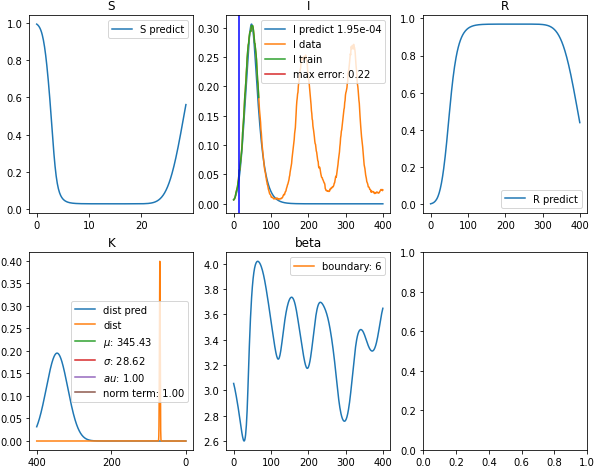 S
S predict
1.0
0.8
0.6
0.4
0.2
0.0
0 10 20
I
I predict 1.95e-04
I data
I train
max error: 0.22
0.30
0.25
0.20
0.15
0.10
0.05
0.00
0 100 200 300 400
R
R predict
1.0
0.8
0.6
0.4
0.2
0.0
0 100 200 300 400
K
dist pred
dist
μ: 345.43
σ: 28.62
au: 1.00
norm term: 1.00
0.40
0.35
0.30
0.25
0.20
0.15
0.10
0.05
0.00
400 200 0
beta
boundary: 6
4.0
3.8
3.6
3.4
3.2
3.0
2.8
2.6
0 100 200 300 400
1.0
0.8
0.6
0.4
0.2
0.0
0.0 0.2 0.4 0.6 0.8 1.0